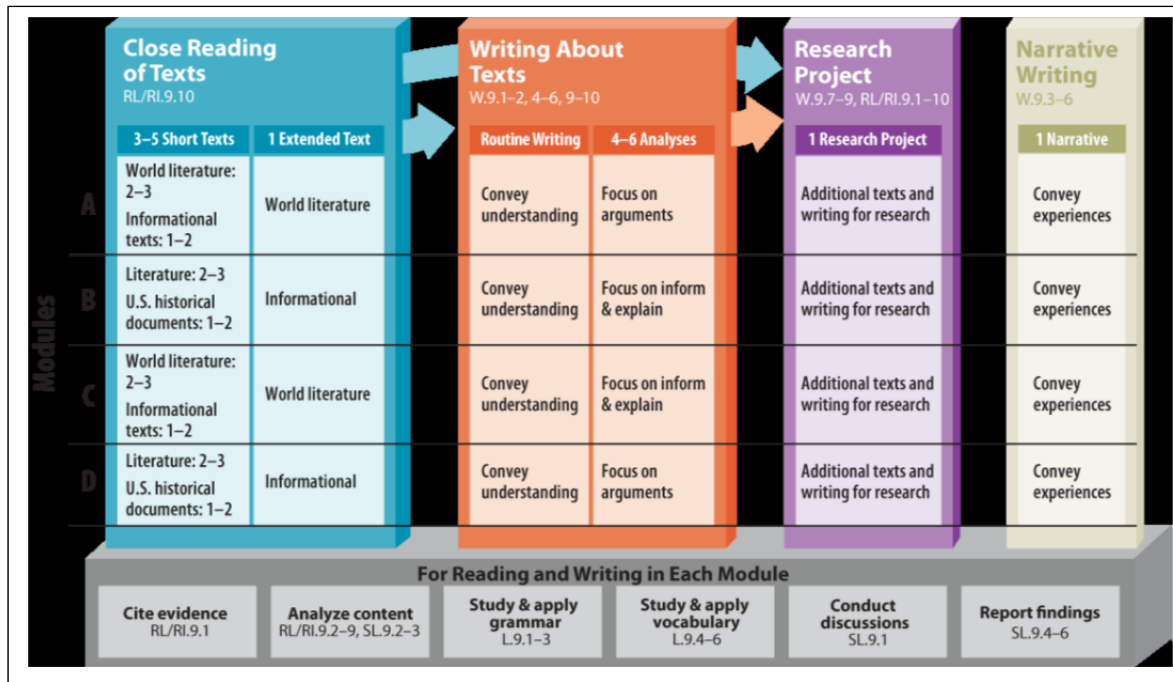 Close Reading
of Texts
RL/RI.9.10
3–5 Short Texts
1 Extended Text
Writing About
Texts
W.9.1–2, 4–6, 9–10
Routine Writing
4–6 Analyses
Research
Project
W.9.7–9, RL/RI.9.1–10
1 Research Project
Narrative
Writing
W.9.3–6
1 Narrative
Modules
A
World literature:
2–3
Informational
texts: 1–2
World literature
Convey
understanding
Focus on
arguments
Additional texts and
writing for research
Convey
experiences
B
Literature: 2–3
U.S. historical
documents: 1–2
Informational
Convey
understanding
Focus on inform
& explain
Additional texts and
writing for research
Convey
experiences
C
World literature:
2–3
Informational
texts: 1–2
World literature
Convey
understanding
Focus on inform
& explain
Additional texts and
writing for research
Convey
experiences
D
Literature: 2–3
U.S. historical
documents: 1–2
Informational
Convey
understanding
Focus on
arguments
Additional texts and
writing for research
Convey
experiences
For Reading and Writing in Each Module
Cite evidence
RL/RI.9.1
Analyze content
RL/RI.9.2–9, SL.9.2–3
Study & apply
grammar
L.9.1–3
Study & apply
vocabulary
L.9.4–6
Conduct
discussions
SL.9.1
Report findings
SL.9.4–6